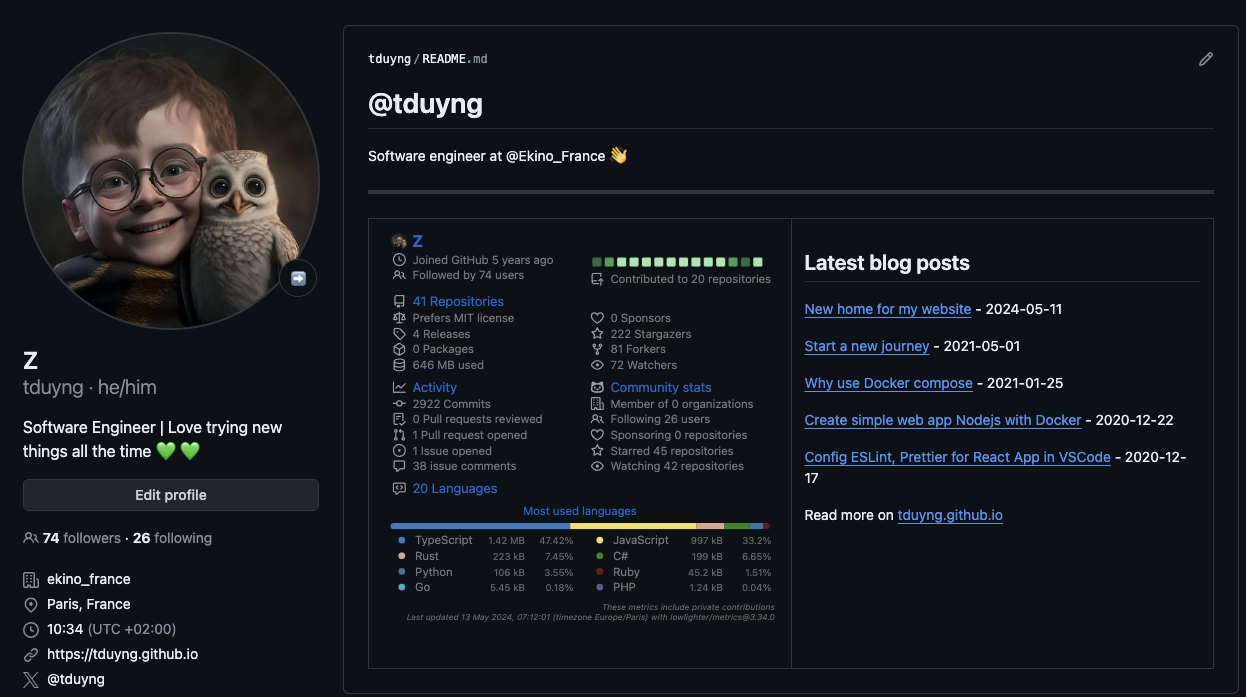 Z
tduyng · he/him
Software Engineer | Love trying new
things all the time 💚 💚
Edit profile
74 followers · 26 following
ekino_france
Paris, France
10:34 (UTC +02:00)
https://tduyng.github.io
@tduyng
tduyng/README.md
@tduyng
Software engineer at @Ekino_France 👋
Z
Joined GitHub 5 years ago
Followed by 74 users
Contributed to 20 repositories
41 Repositories
Prefers MIT license
4 Releases
0 Packages
646 MB used
0 Sponsors
222 Stargazers
81 Forkers
72 Watchers
Activity
2922 Commits
0 Pull requests reviewed
1 Pull request opened
1 Issue opened
38 issue comments
Community stats
Member of 0 organizations
Following 26 users
Sponsoring 0 repositories
Starred 45 repositories
Watching 42 repositories
20 Languages
Most used languages
TypeScript 1.42 MB 47.42%
Rust 223 kB 7.45%
Python 106 kB 3.55%
Go 5.45 kB 0.18%
JavaScript 997 kB 33.2%
C# 199 kB 6.65%
Ruby 45.2 kB 1.51%
PHP 1.24 kB 0.04%
These metrics include private contributions
Last updated 13 May 2024, 07:12:01 (timezone Europe/Paris) with lowlighter/metrics@3.34.0
Latest blog posts
New home for my website - 2024-05-11
Start a new journey - 2021-05-01
Why use Docker compose - 2021-01-25
Create simple web app Nodejs with Docker - 2020-12-22
Config ESLint, Prettier for React App in VSCode - 2020-12-
17
Read more on tduyng.github.io